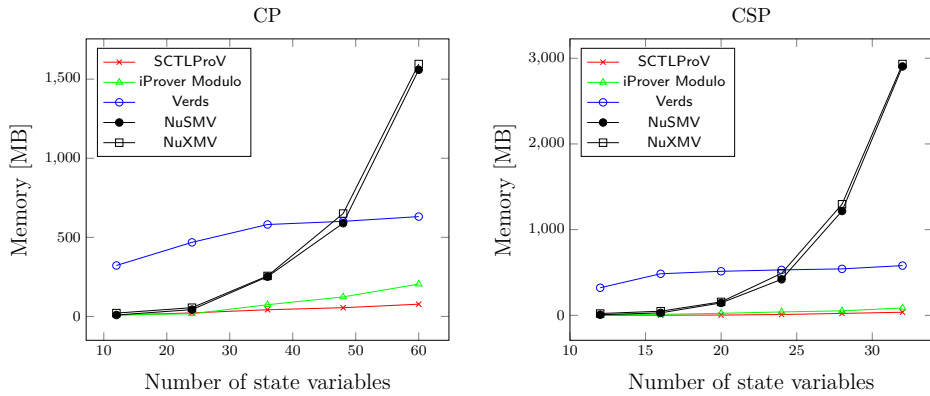 CP
1,500
1,000
500
0
10 20 30 40 50 60
Memory [MB]
Number of state variables
SCTLProV
iProver Modulo
Verds
NuSMV
NuXMV
CSP
3,000
2,000
1,000
0
10 15 20 25 30
Memory [MB]
Number of state variables
SCTLProV
iProver Modulo
Verds
NuSMV
NuXMV